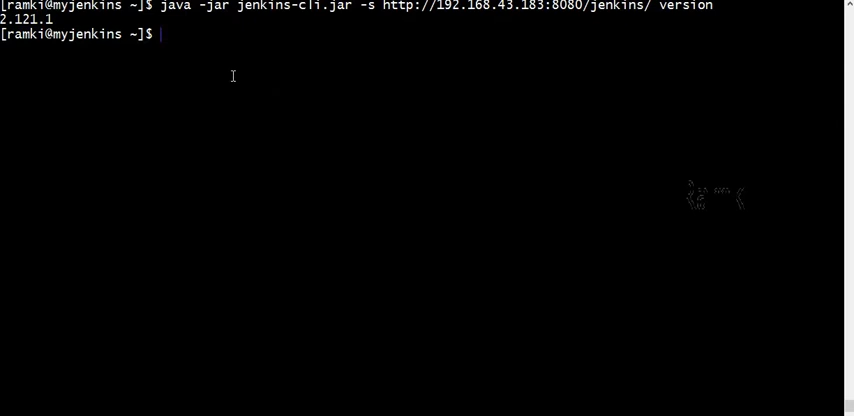 [ramki@myjenkins ~]$ java -jar jenkins-cli.jar -s http://192.168.43.183:8080/jenkins/ version
2.121.1
[ramki@myjenkins ~]$